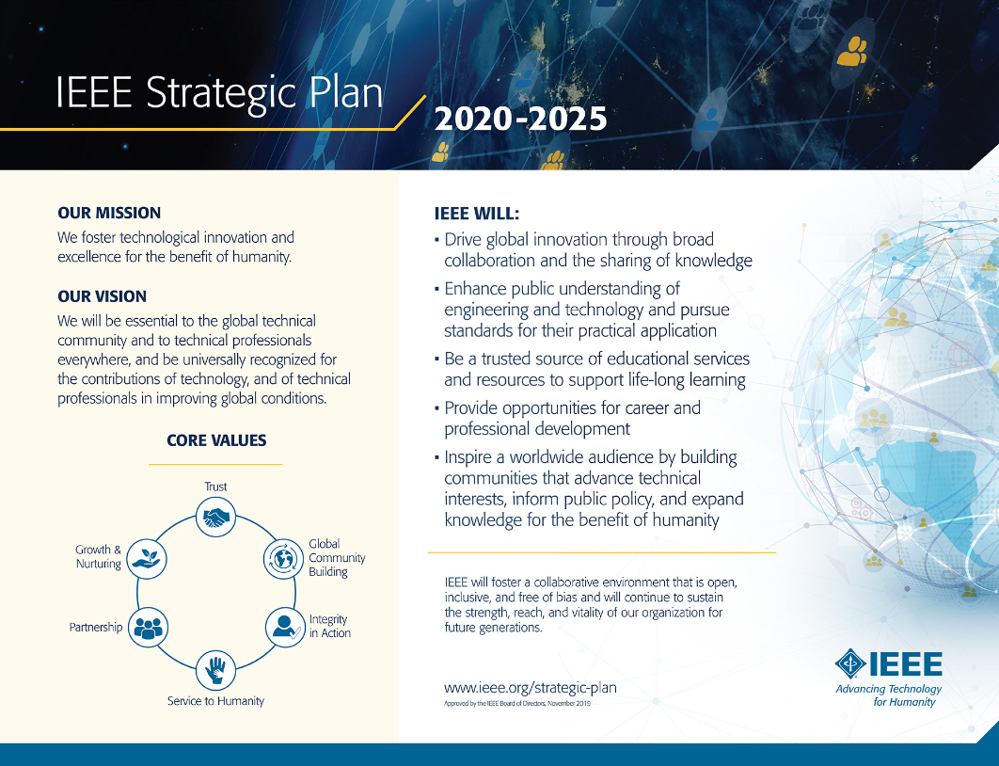 IEEE Strategic Plan
2020-2025
OUR MISSION
We foster technological innovation and
excellence for the benefit of humanity.
OUR VISION
We will be essential to the global technical
community and to technical professionals
everywhere, and be universally recognized for
the contributions of technology, and of technical
professionals in improving global conditions.
CORE VALUES
Trust
Global
Community
Building
Integrity
in Action
Service to Humanity
Partnership
Growth &
Nurturing
IEEE WILL:
▪ Drive global innovation through broad
collaboration and the sharing of knowledge
▪ Enhance public understanding of
engineering and technology and pursue
standards for their practical application
▪ Be a trusted source of educational services
and resources to support life-long learning
▪ Provide opportunities for career and
professional development
▪ Inspire a worldwide audience by building
communities that advance technical
interests, inform public policy, and expand
knowledge for the benefit of humanity
IEEE will foster a collaborative environment that is open,
inclusive, and free of bias and will continue to sustain
the strength, reach, and vitality of our organization for
future generations.
www.ieee.org/strategic-plan
Approved by the IEEE Board of Directors, November 2019
IEEE
Advancing Technology
for Humanity